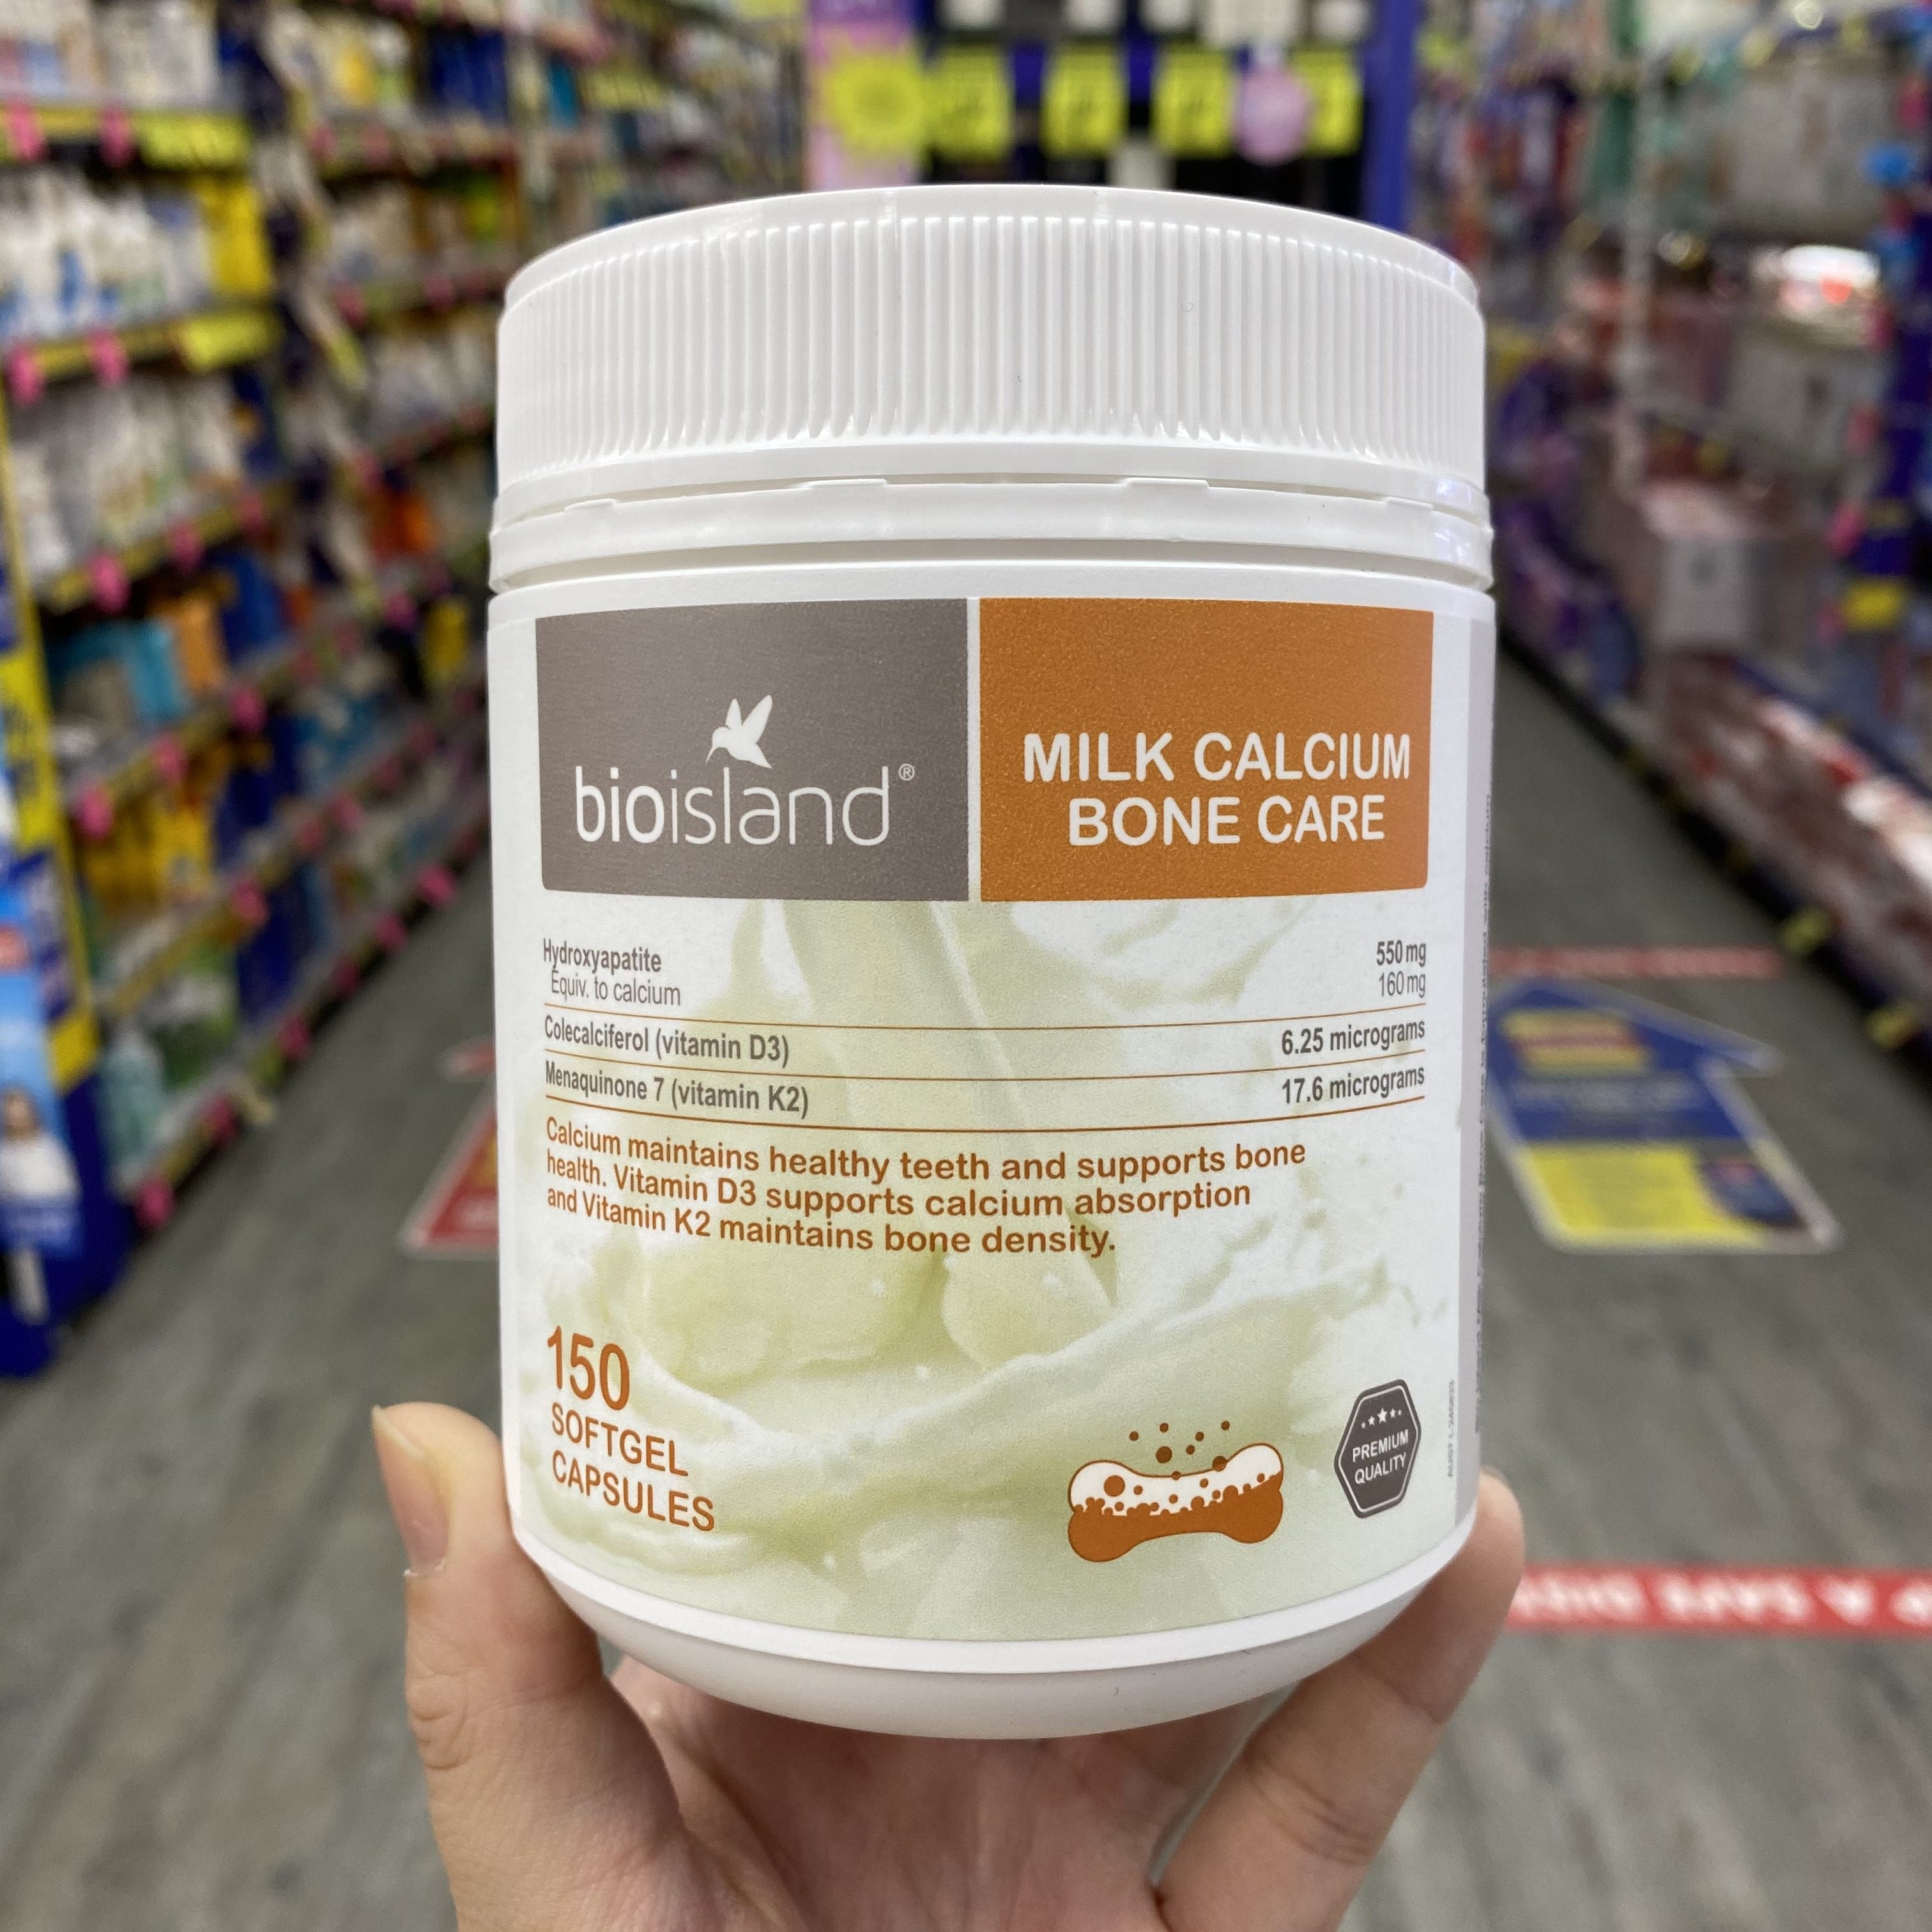 bioisland®
MILK CALCIUM
BONE CARE
Hydroxyapatite 550 mg
Equiv. to calcium 160 mg
Colecalciferol (vitamin D3) 6.25 micrograms
Menaquinone 7 (vitamin K2) 17.6 micrograms
Calcium maintains healthy teeth and supports bone
health. Vitamin D3 supports calcium absorption
and Vitamin K2 maintains bone density.
150
SOFTGEL
CAPSULES
PREMIUM
QUALITY
A SAFE